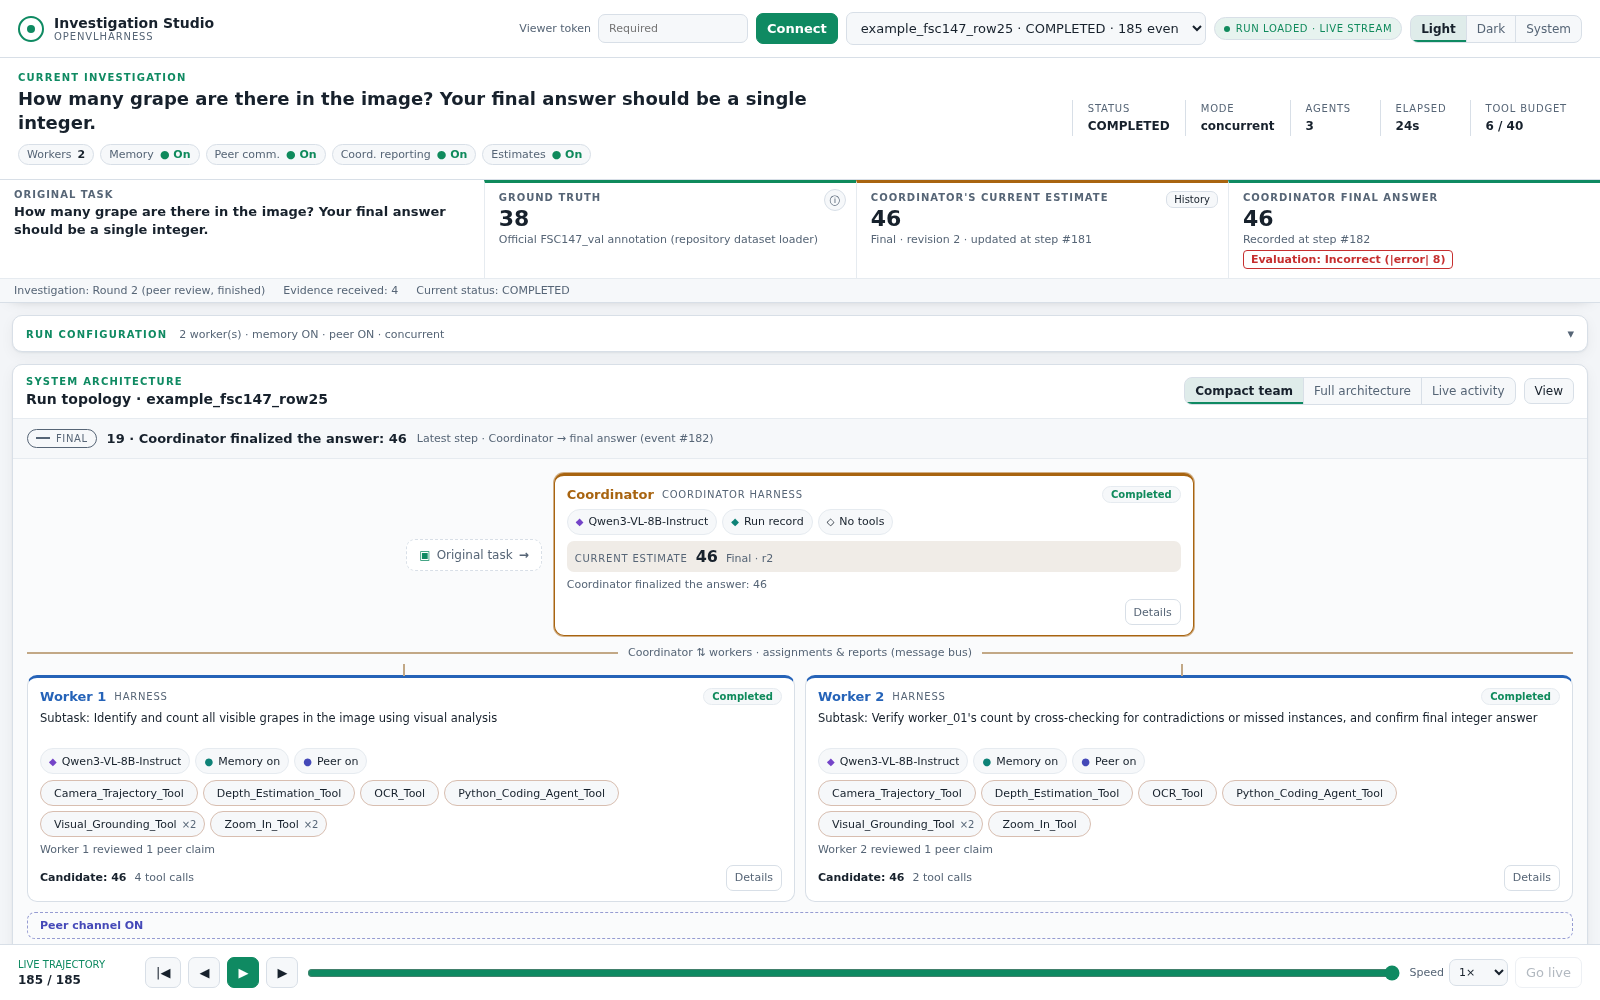 Investigation Studio
OPENVLHARNESS
Viewer token
Required
Connect
example_fsc147_row25 · COMPLETED · 185 even
RUN LOADED · LIVE STREAM
Light
Dark
System
CURRENT INVESTIGATION
How many grape are there in the image? Your final answer should be a single
integer.
Workers 2
Memory ● On
Peer comm. ● On
Coord. reporting ● On
Estimates ● On
STATUS
COMPLETED
MODE
concurrent
AGENTS
3
ELAPSED
24s
TOOL BUDGET
6 / 40
ORIGINAL TASK
How many grape are there in the image? Your final answer
should be a single integer.
GROUND TRUTH
ⓘ
38
Official FSC147_val annotation (repository dataset loader)
COORDINATOR'S CURRENT ESTIMATE
History
46
Final · revision 2 · updated at step #181
COORDINATOR FINAL ANSWER
46
Recorded at step #182
Evaluation: Incorrect (|error| 8)
Investigation: Round 2 (peer review, finished)
Evidence received: 4
Current status: COMPLETED
RUN CONFIGURATION
2 worker(s) · memory ON · peer ON · concurrent
SYSTEM ARCHITECTURE
Run topology · example_fsc147_row25
Compact team
Full architecture
Live activity
View
FINAL
19 · Coordinator finalized the answer: 46
Latest step · Coordinator → final answer (event #182)
Original task →
Coordinator
COORDINATOR HARNESS
Completed
Qwen3-VL-8B-Instruct
Run record
No tools
CURRENT ESTIMATE 46 Final · r2
Coordinator finalized the answer: 46
Details
Coordinator ⇅ workers · assignments & reports (message bus)
Worker 1
HARNESS
Completed
Subtask: Identify and count all visible grapes in the image using visual analysis
Qwen3-VL-8B-Instruct
Memory on
Peer on
Camera_Trajectory_Tool
Depth_Estimation_Tool
OCR_Tool
Python_Coding_Agent_Tool
Visual_Grounding_Tool ×2
Zoom_In_Tool ×2
Worker 1 reviewed 1 peer claim
Candidate: 46
4 tool calls
Details
Worker 2
HARNESS
Completed
Subtask: Verify worker_01's count by cross-checking for contradictions or missed instances, and confirm final integer answer
Qwen3-VL-8B-Instruct
Memory on
Peer on
Camera_Trajectory_Tool
Depth_Estimation_Tool
OCR_Tool
Python_Coding_Agent_Tool
Visual_Grounding_Tool ×2
Zoom_In_Tool
Worker 2 reviewed 1 peer claim
Candidate: 46
2 tool calls
Details
Peer channel ON
LIVE TRAJECTORY
185 / 185
Speed
1×
Go live